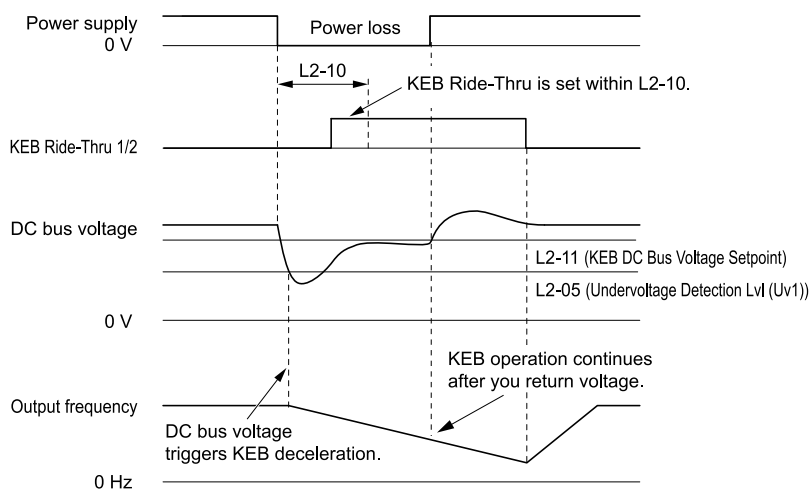 Power supply
0 V
Power loss
L2-10
KEB Ride-Thru is set within L2-10.
KEB Ride-Thru 1/2
DC bus voltage
L2-11 (KEB DC Bus Voltage Setpoint)
L2-05 (Undervoltage Detection Lvl (Uv1))
0 V
KEB operation continues
after you return voltage.
Output frequency
DC bus voltage
triggers KEB deceleration.
0 Hz